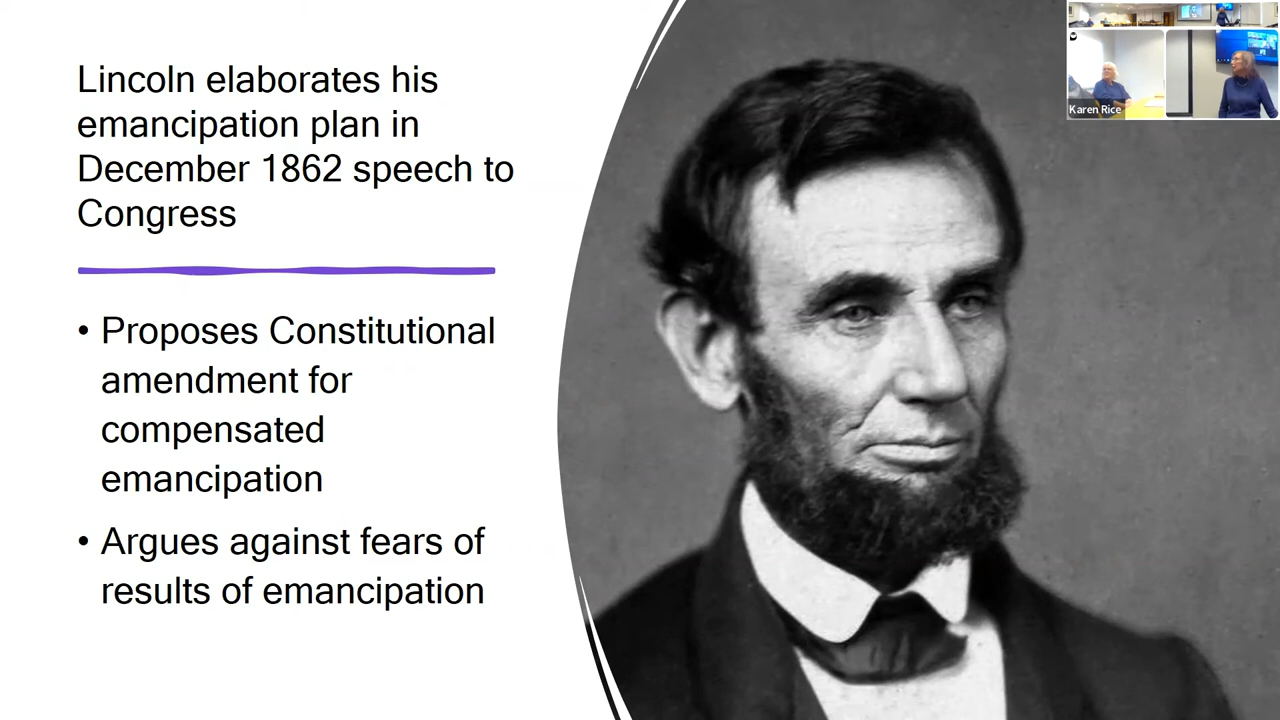 Lincoln elaborates his
emancipation plan in
December 1862 speech to
Congress
• Proposes Constitutional
amendment for
compensated
emancipation
• Argues against fears of
results of emancipation
Karen Rice